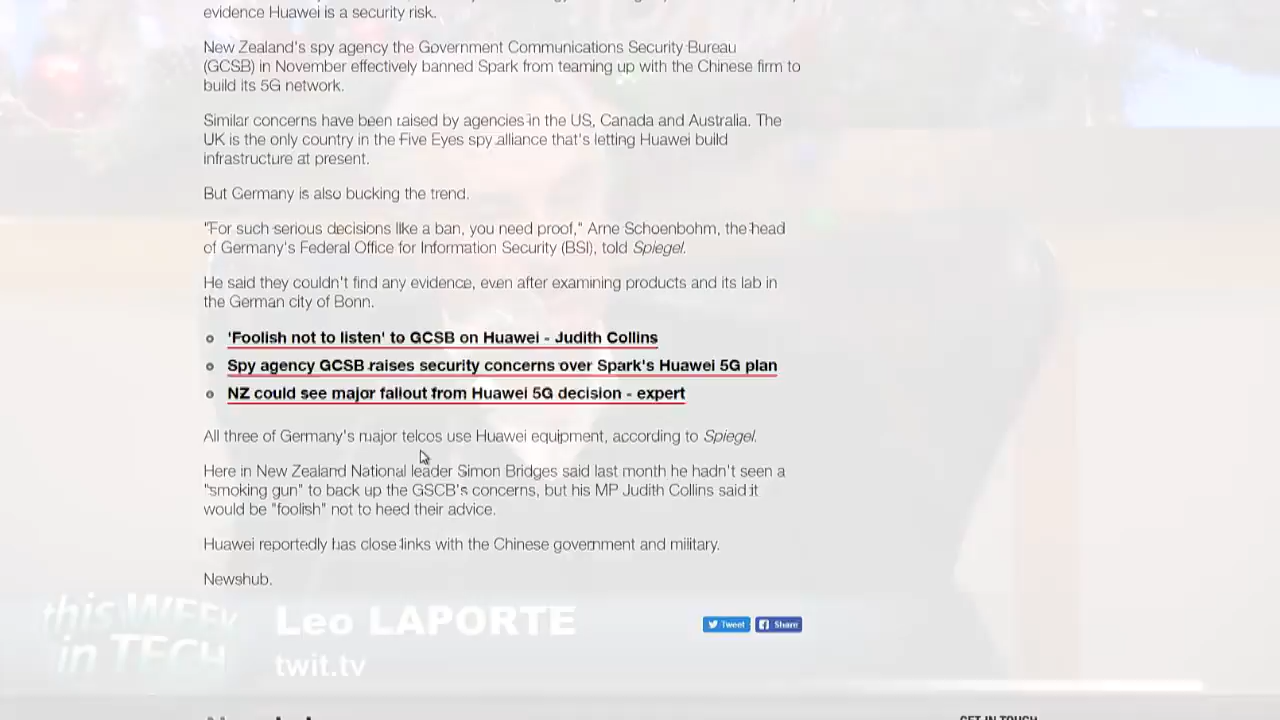 evidence Huawei is a security risk.
New Zealand's spy agency the Government Communications Security Bureau
(GCSB) in November effectively banned Spark from teaming up with the Chinese firm to
build its 5G network.
Similar concerns have been raised by agencies in the US, Canada and Australia. The
UK is the only country in the Five Eyes spy alliance that's letting Huawei build
infrastructure at present.
But Germany is also bucking the trend.
"For such serious decisions like a ban, you need proof," Arne Schoenbohm, the head
of Germany's Federal Office for Information Security (BSI), told Spiegel.
He said they couldn't find any evidence, even after examining products and its lab in
the German city of Bonn.
'Foolish not to listen' to GCSB on Huawei - Judith Collins
Spy agency GCSB raises security concerns over Spark's Huawei 5G plan
NZ could see major fallout from Huawei 5G decision - expert
All three of Germany's major telcos use Huawei equipment, according to Spiegel.
Here in New Zealand National leader Simon Bridges said last month he hadn't seen a
"smoking gun" to back up the GSCB's concerns, but his MP Judith Collins said it
would be "foolish" not to heed their advice.
Huawei reportedly has close links with the Chinese government and military.
Newshub.
this WEEK
in TECH
Leo LAPORTE
twit.tv
Tweet
Share
GET IN TOUCH